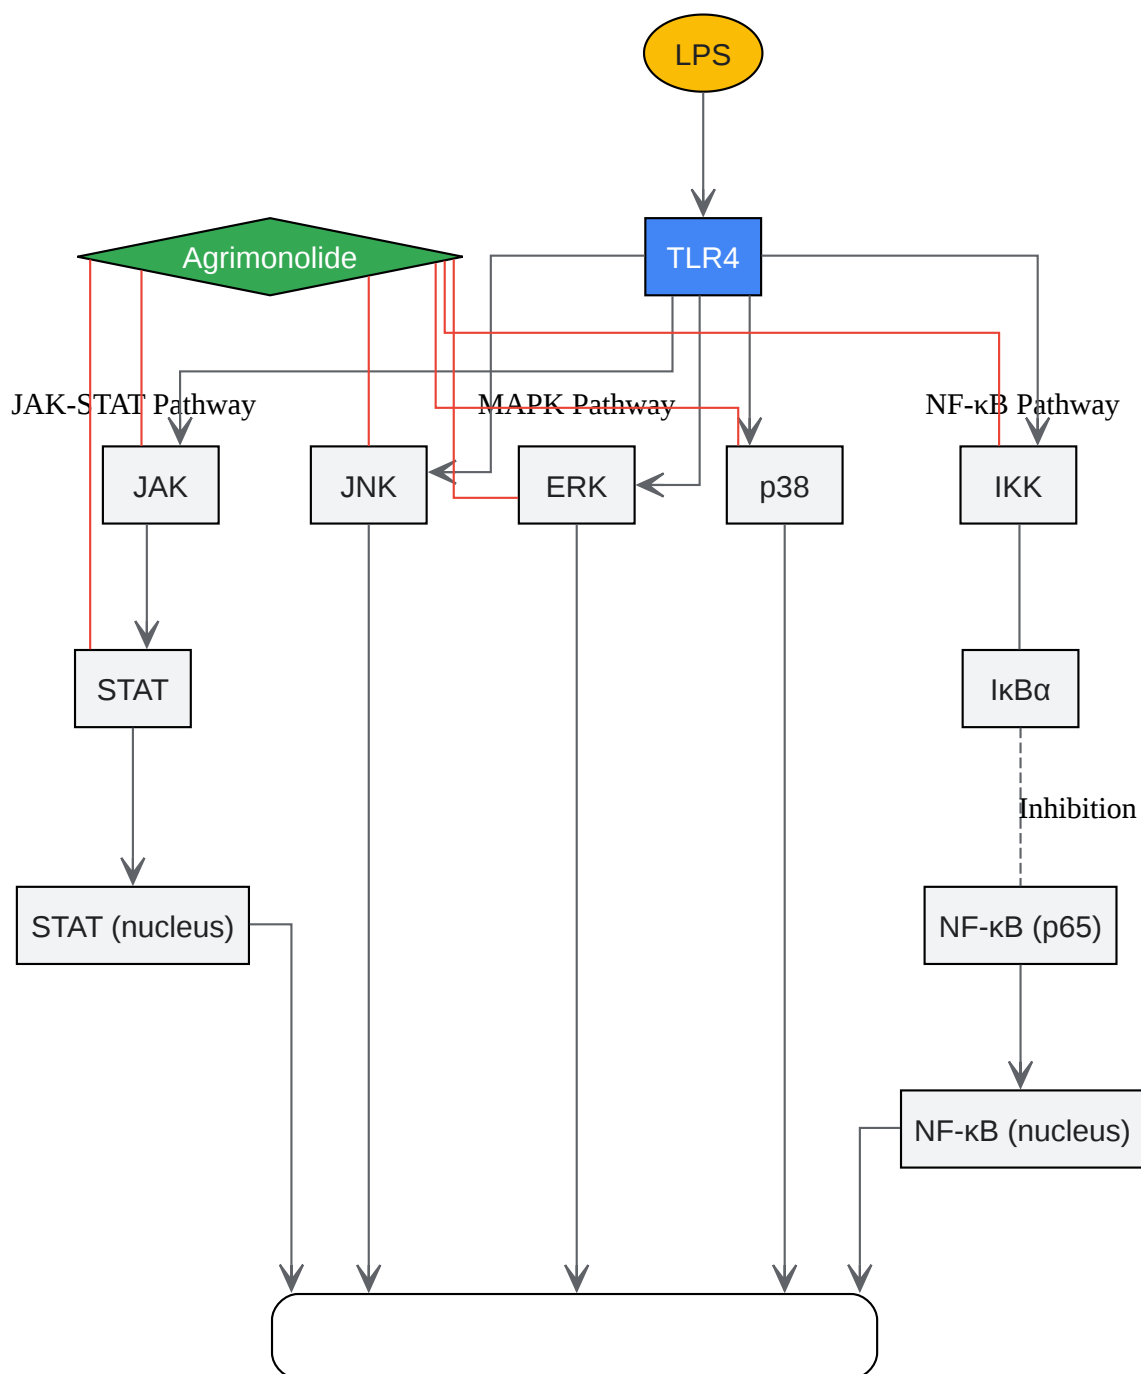 LPS
Agrimonolide
TLR4
JAK-STAT Pathway
MAPK Pathway
NF-κB Pathway
JAK
JNK
ERK
p38
IKK
STAT
IκBα
Inhibition
STAT (nucleus)
NF-κB (p65)
NF-κB (nucleus)